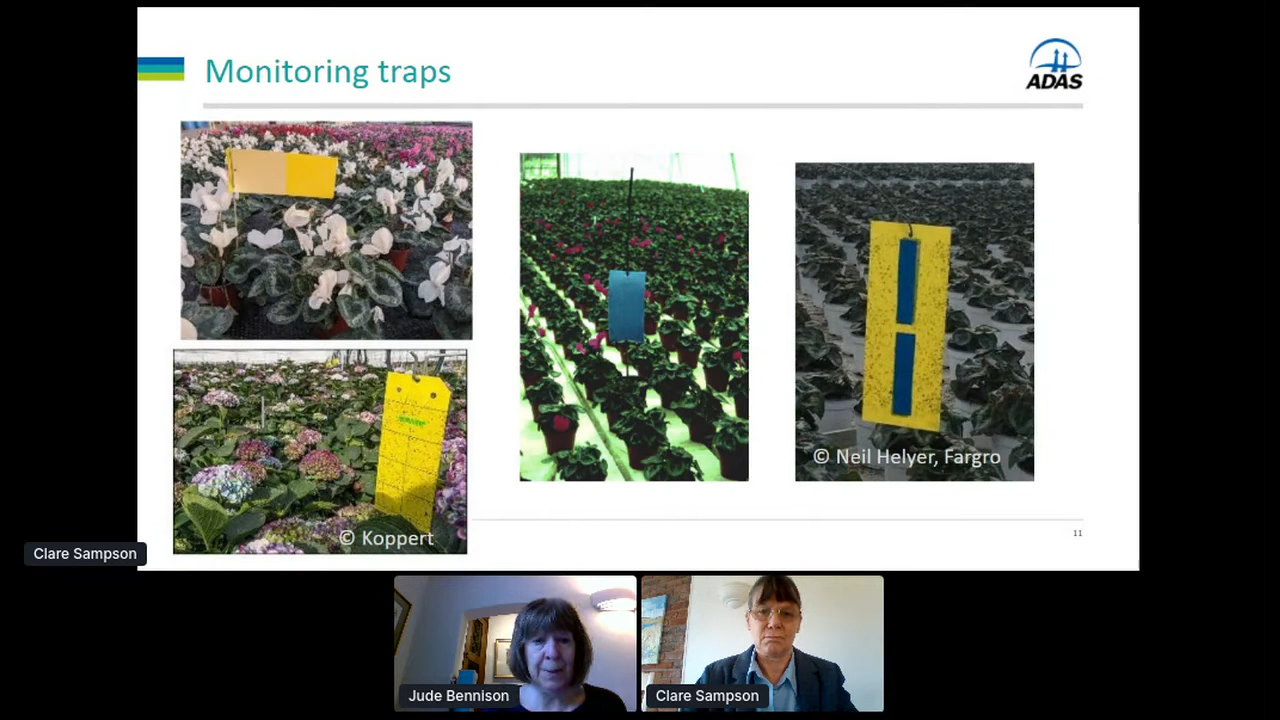 Monitoring traps
ADAS
© Koppert
© Neil Helyer, Fargro
11
Clare Sampson
Jude Bennison
Clare Sampson